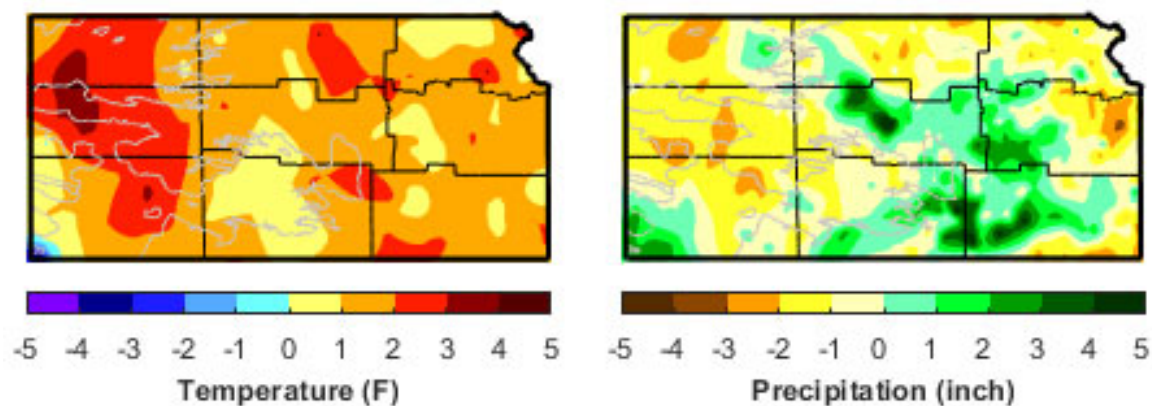 -5 -4 -3 -2 -1 0 1 2 3 4 5
Temperature (F)
-5 -4 -3 -2 -1 0 1 2 3 4 5
Precipitation (inch)